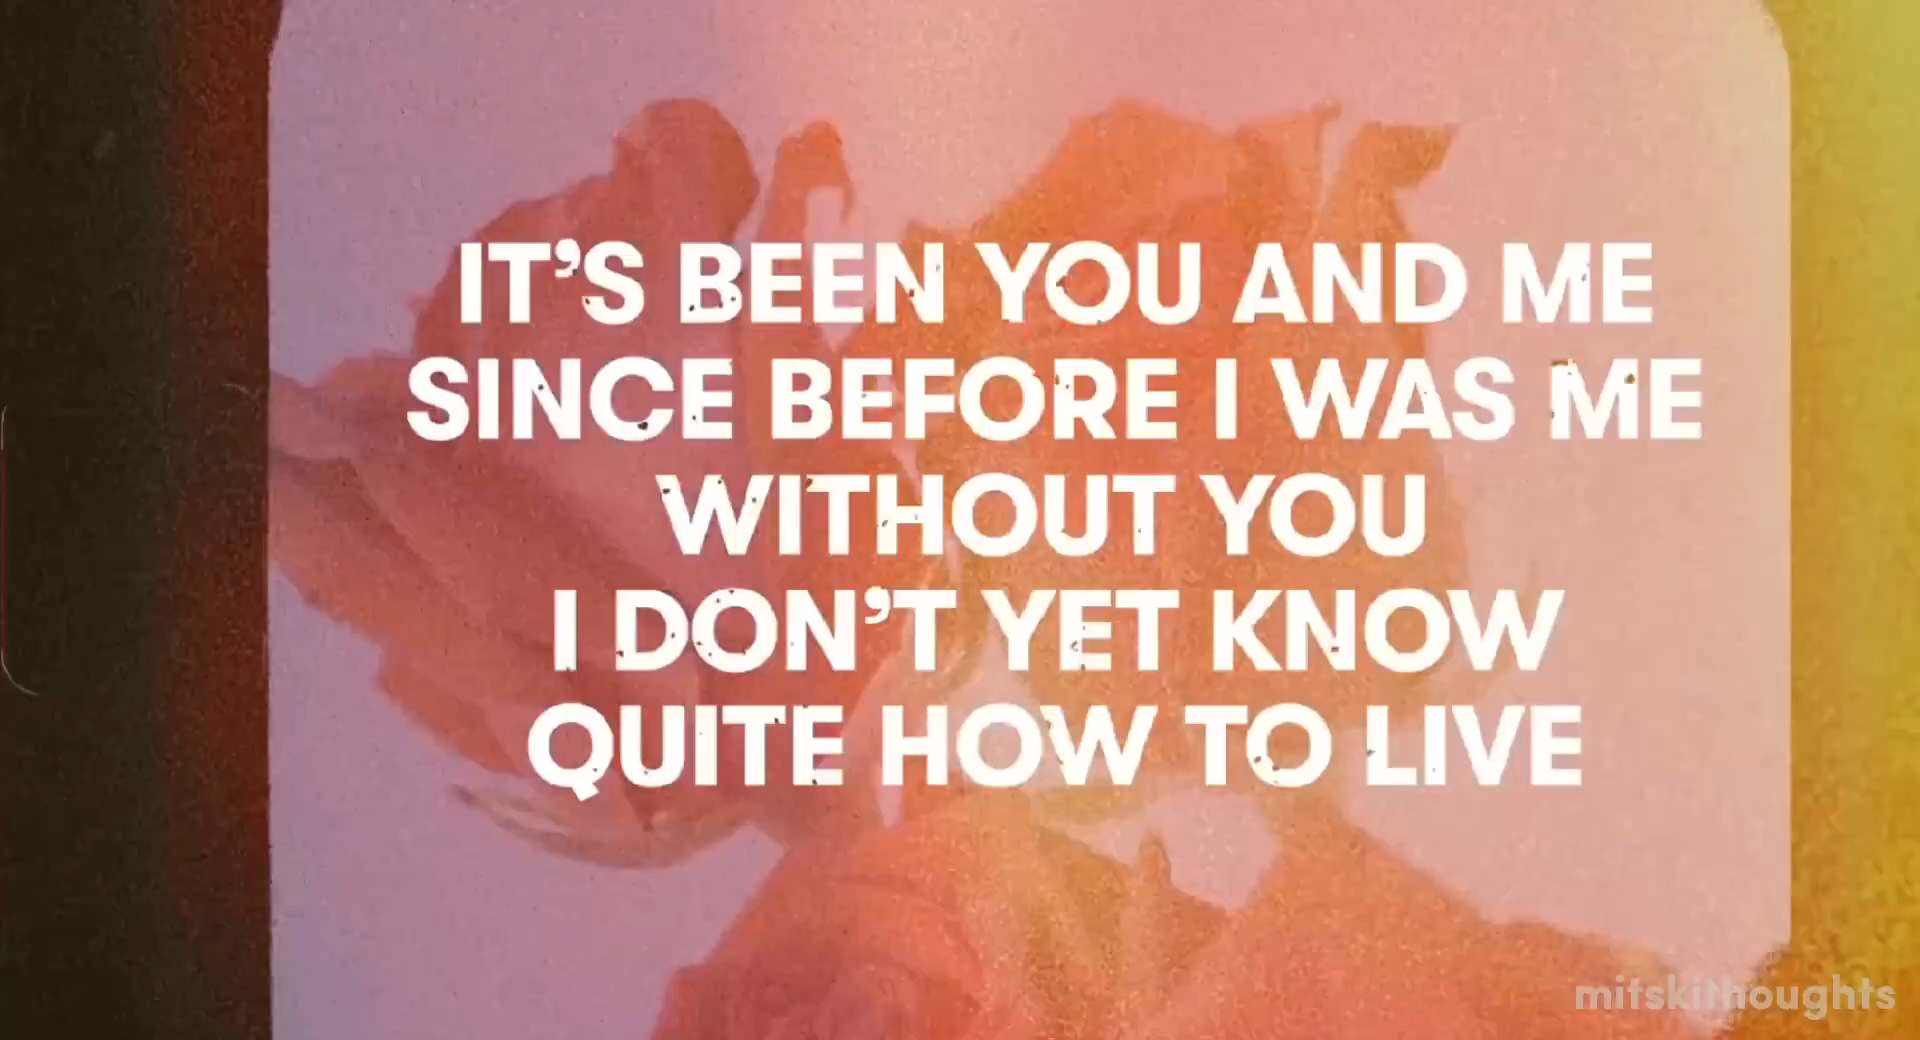 IT’S BEEN YOU AND ME
SINCE BEFORE I WAS ME
WITHOUT YOU
I DON’T YET KNOW
QUITE HOW TO LIVE
mitskithoughts